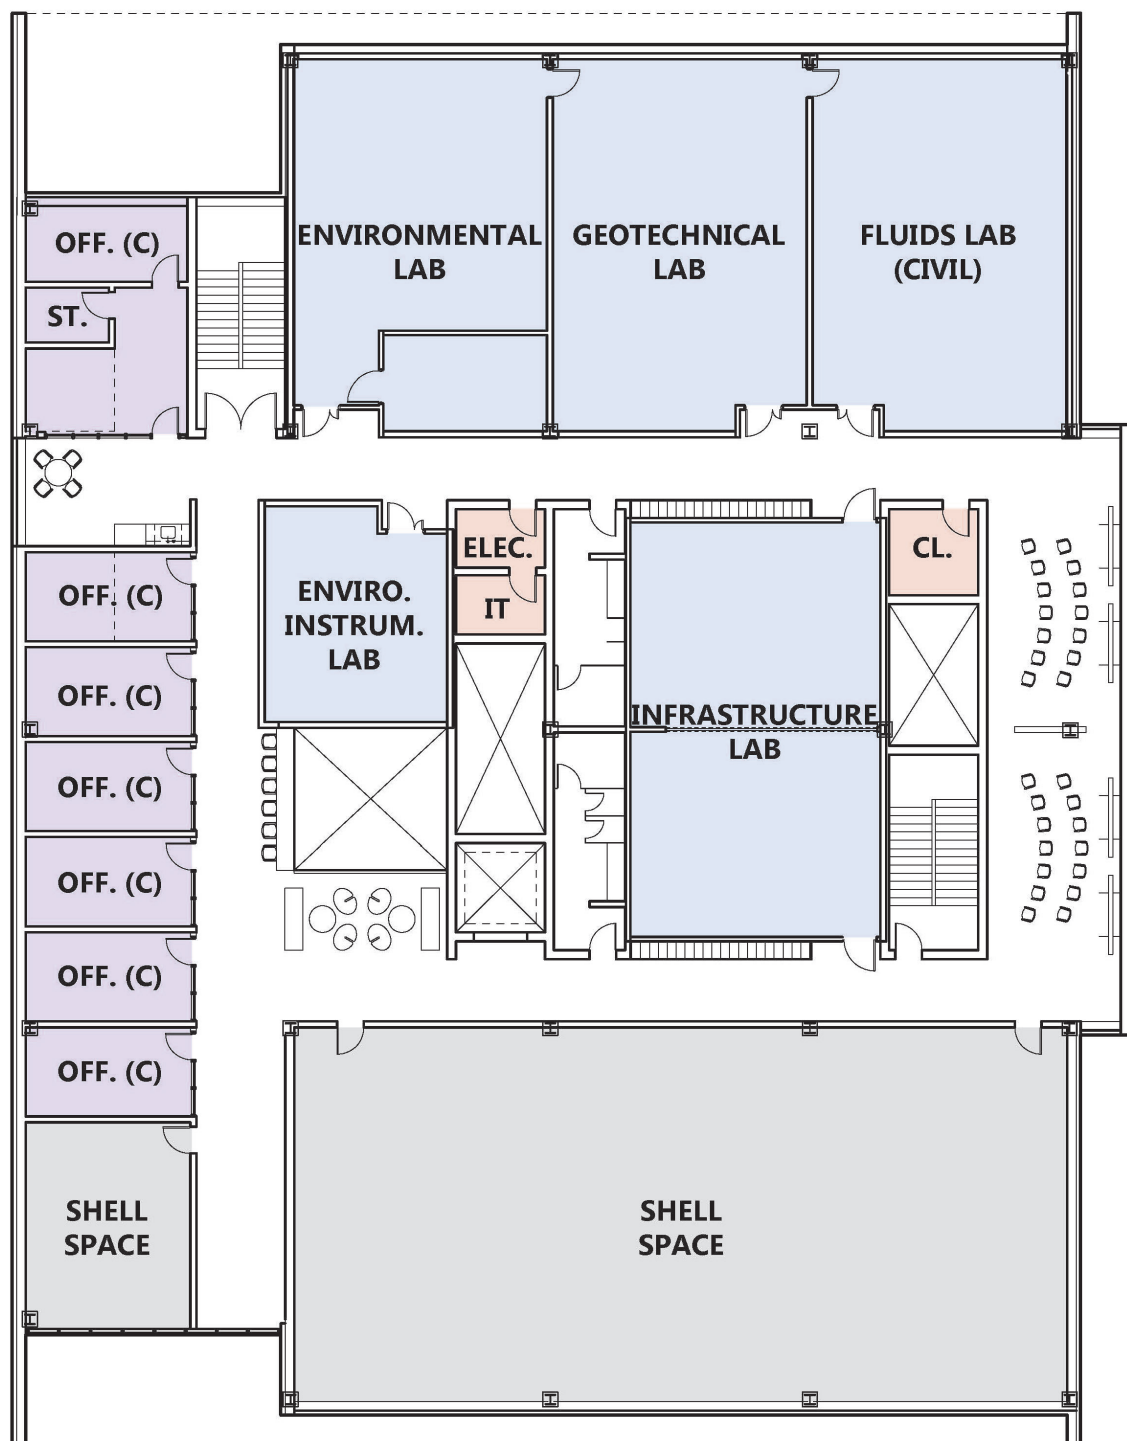 OFF. (C)
ENVIRONMENTAL
LAB
GEOTECHNICAL
LAB
FLUIDS LAB
(CIVIL)
ST.
ELEC.
CL.
ENVIRO.
INSTRUM.
LAB
IT
OFF. (C)
OFF. (C)
INFRASTRUCTURE
LAB
OFF. (C)
OFF. (C)
OFF. (C)
OFF. (C)
SHELL
SPACE
SHELL
SPACE